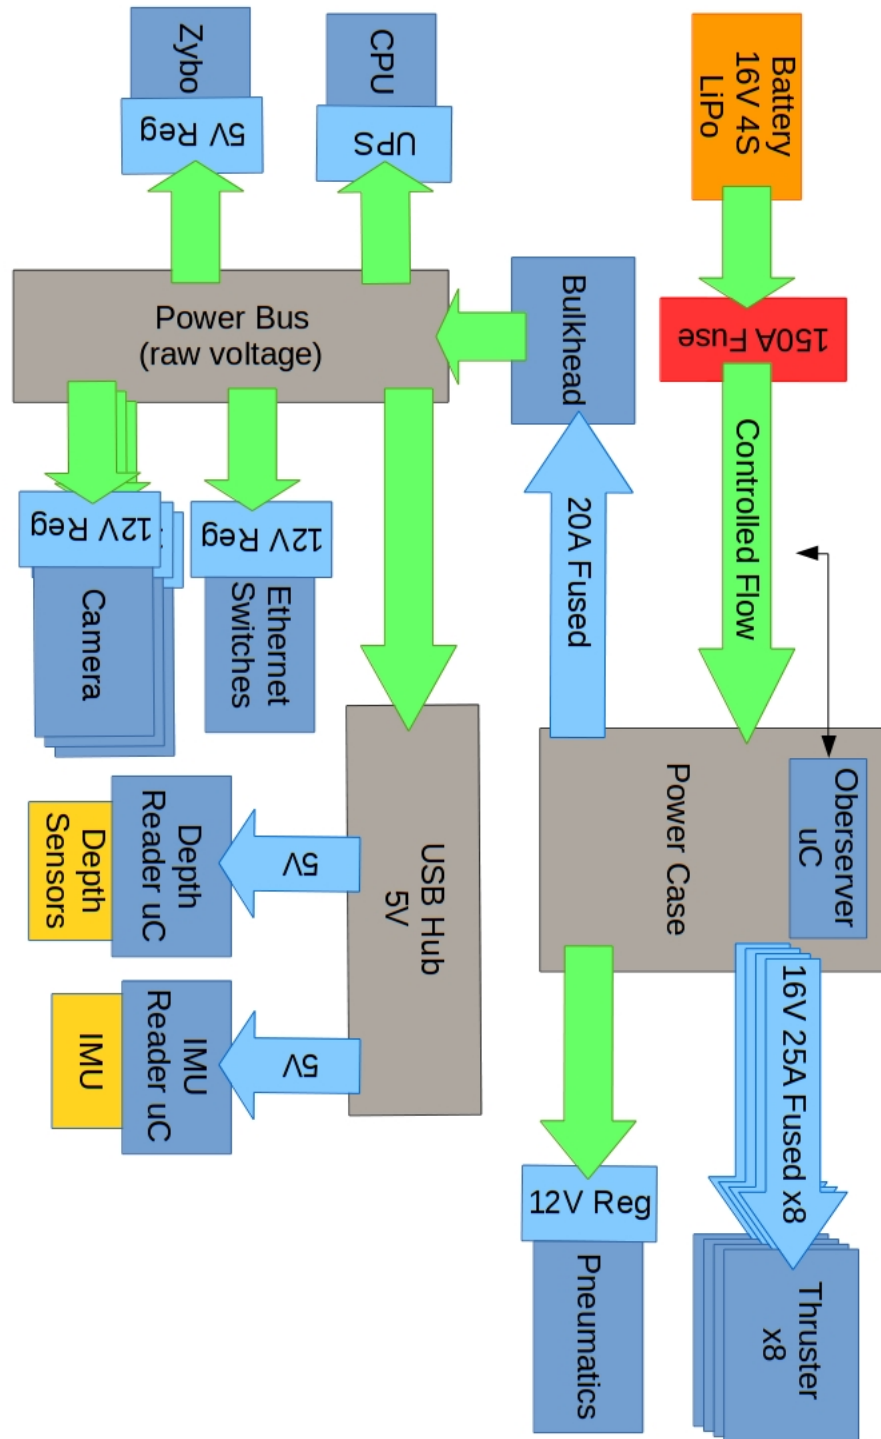 Zybo
5V Reg
CPU
UPS
Battery
16V 4S
LiPo
150A Fuse
Power Bus
(raw voltage)
Bulkhead
Controlled Flow
20A Fused
12V Reg
Camera
12V Reg
Ethernet
Switches
USB Hub
5V
Depth
Reader uC
Depth
Sensors
5V
IMU
Reader uC
IMU
5V
Power Case
Oberserver
uC
16V 25A Fused x8
Thruster
x8
12V Reg
Pneumatics